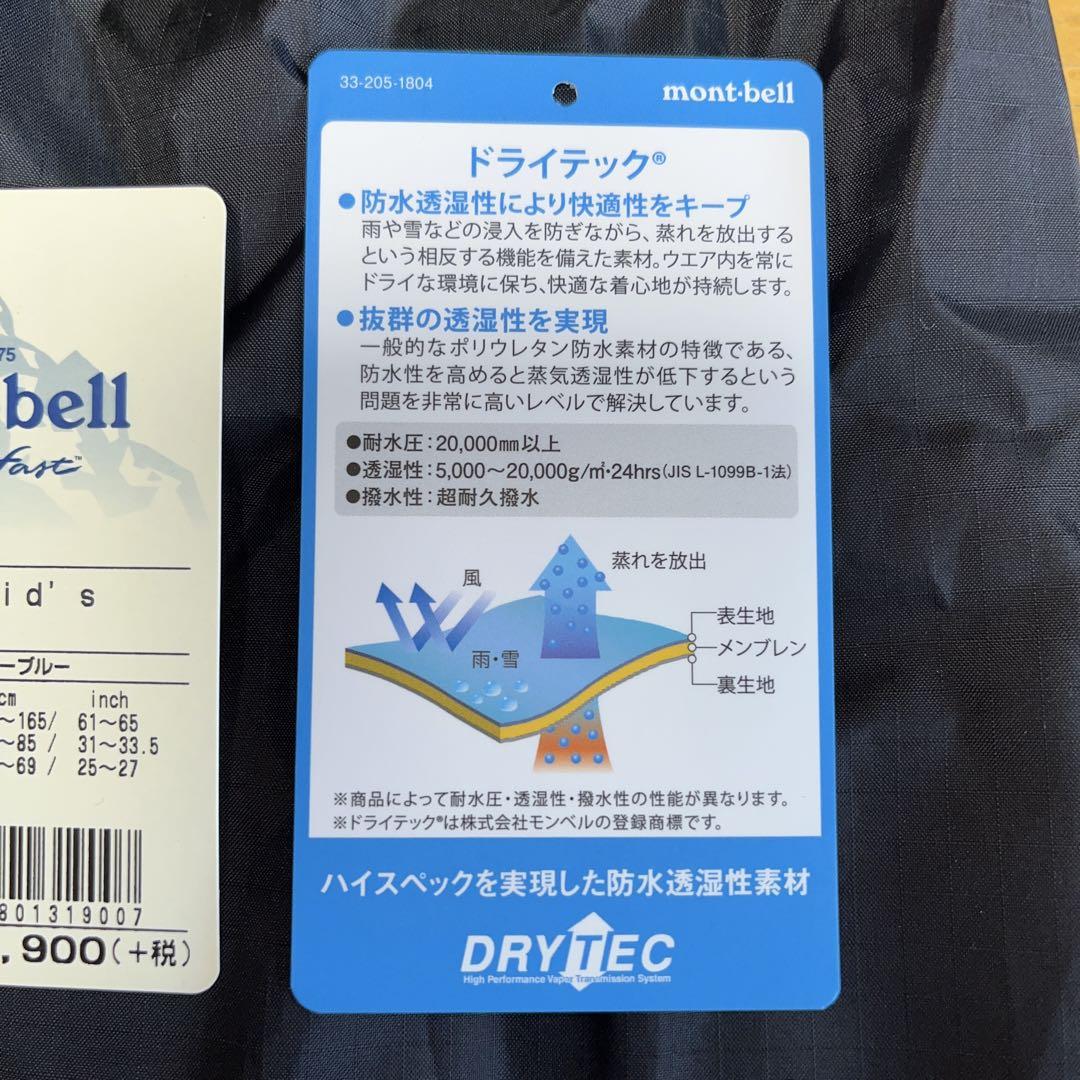 33-205-1804
mont-bell
ドライテック®
●防水透湿性により快適性をキープ
雨や雪などの浸入を防ぎながら、蒸れを放出する
という相反する機能を備えた素材。ウエア内を常に
ドライな環境に保ち、快適な着心地が持続します。
●抜群の透湿性を実現
一般的なポリウレタン防水素材の特徴である、
防水性を高めると蒸気透湿性が低下するという
問題を非常に高いレベルで解決しています。
●耐水圧：20,000㎜以上
●透湿性：5,000～20,000g/㎡・24hrs(JIS L-1099B-1法)
●撥水性：超耐久撥水
蒸れを放出
風
雨・雪
表生地
メンブレン
裏生地
※商品によって耐水圧・透湿性・撥水性の性能が異なります。
※ドライテック®は株式会社モンベルの登録商標です。
ハイスペックを実現した防水透湿性素材
DRYTEC
High Performance Vapor Transmission System
75
bell
fast™
id's
ーブルー
cm inch
～165/ 61～65
～85 / 31～33.5
～69 / 25～27
801319007
,900(+税)